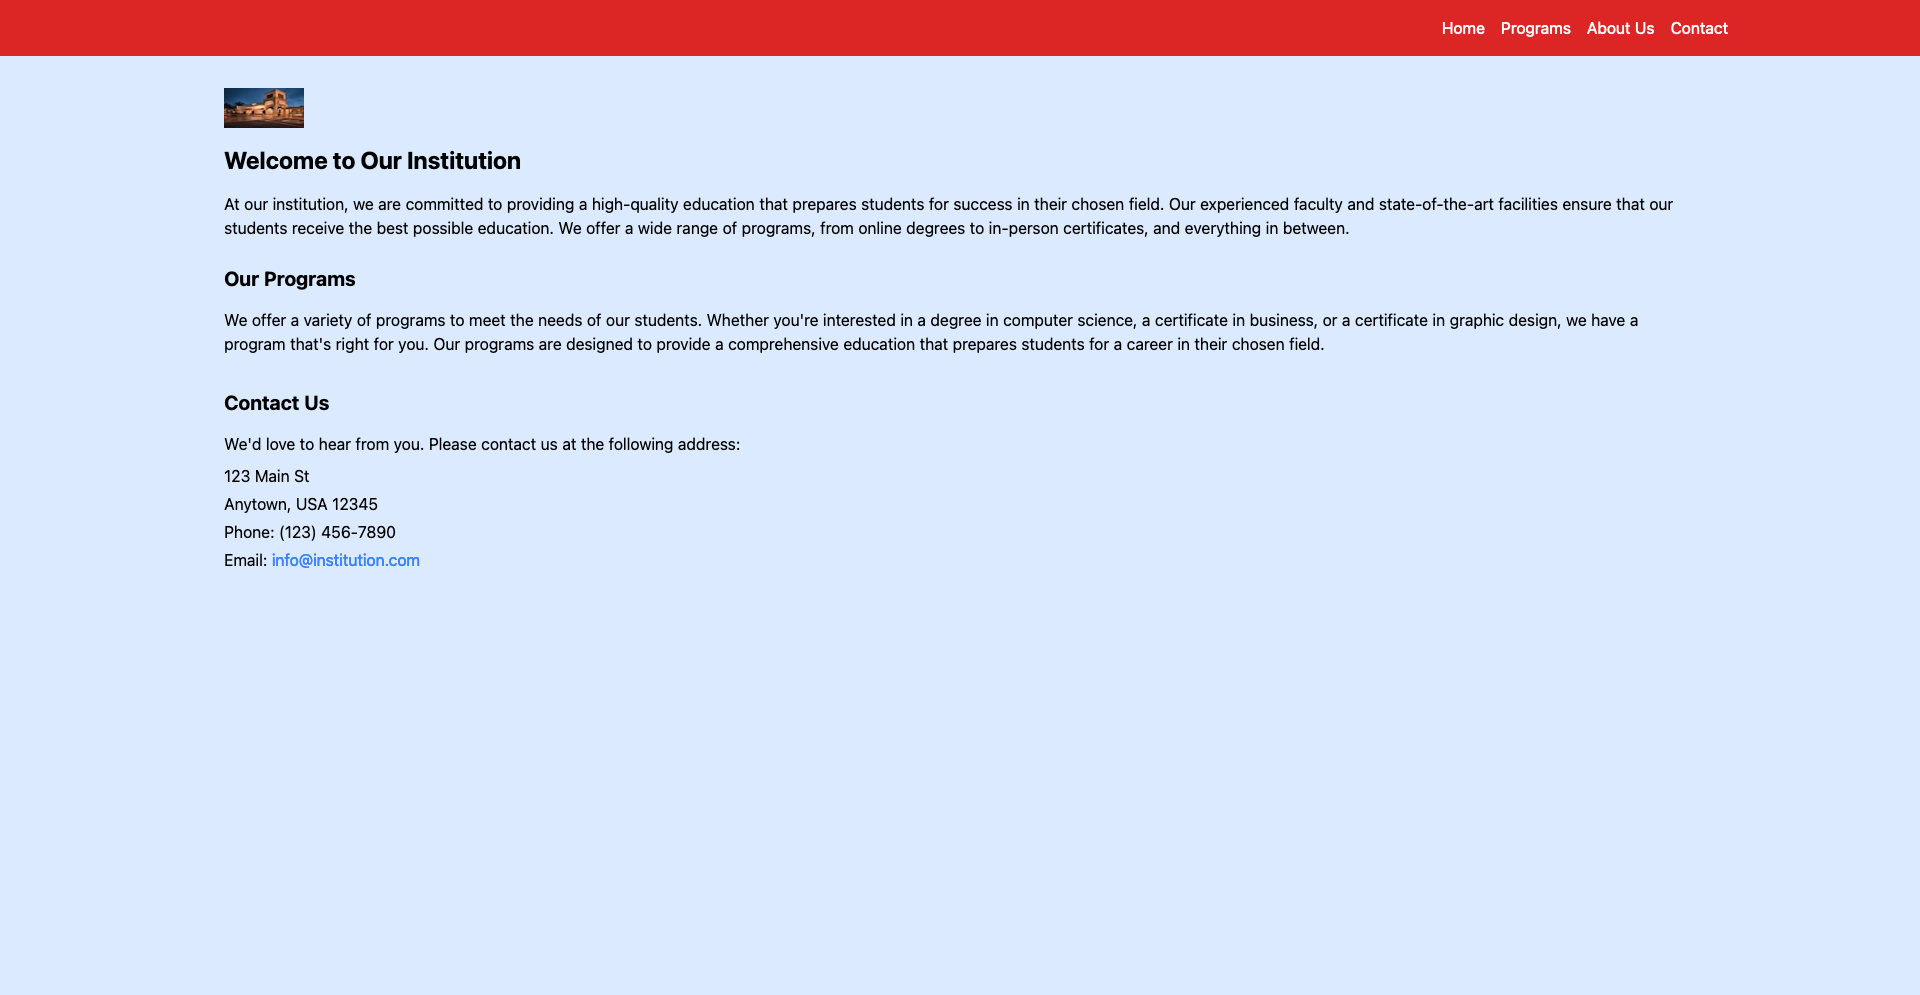 Home Programs About Us Contact
Welcome to Our Institution
At our institution, we are committed to providing a high-quality education that prepares students for success in their chosen field. Our experienced faculty and state-of-the-art facilities ensure that our
students receive the best possible education. We offer a wide range of programs, from online degrees to in-person certificates, and everything in between.
Our Programs
We offer a variety of programs to meet the needs of our students. Whether you're interested in a degree in computer science, a certificate in business, or a certificate in graphic design, we have a
program that's right for you. Our programs are designed to provide a comprehensive education that prepares students for a career in their chosen field.
Contact Us
We'd love to hear from you. Please contact us at the following address:
123 Main St
Anytown, USA 12345
Phone: (123) 456-7890
Email: info@institution.com